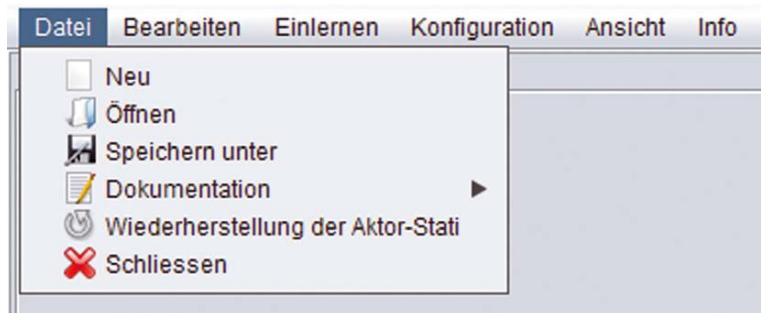 Datei Bearbeiten Einlernen Konfiguration Ansicht Info
Neu
Öffnen
Speichern unter
Dokumentation
Wiederherstellung der Aktor-Stati
Schliessen